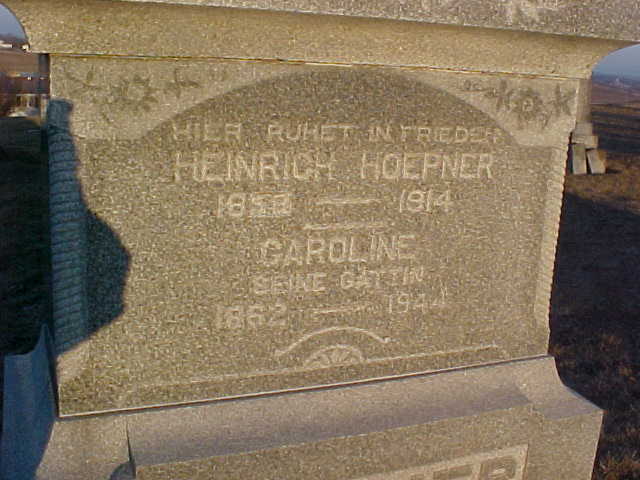 HIER RUHET IN FRIEDEN
HEINRICH HOEPNER
1914
CAROLINE
SEINE GATTIN
1862 — 1944